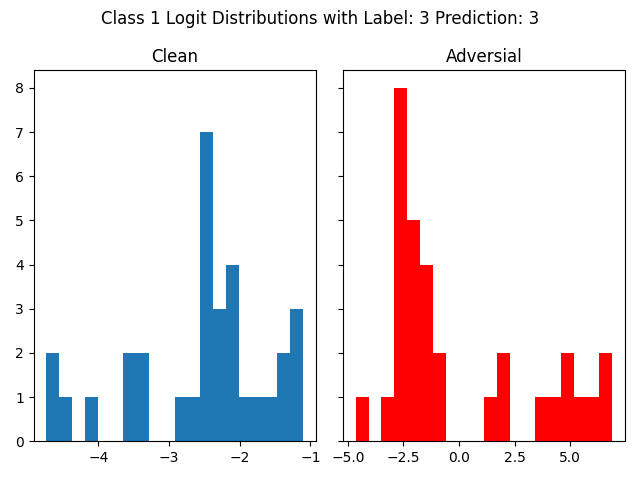 Class 1 Logit Distributions with Label: 3 Prediction: 3
Clean
Adversial
8
7
6
5
4
3
2
1
0
−4 −3 −2 −1
−5.0 −2.5 0.0 2.5 5.0